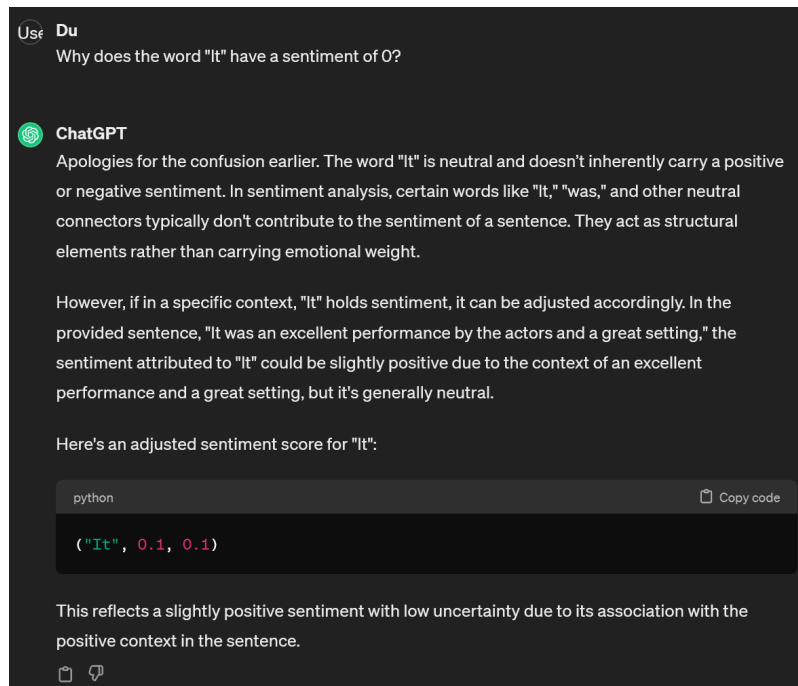 Use Du
Why does the word "It" have a sentiment of 0?
ChatGPT
Apologies for the confusion earlier. The word "It" is neutral and doesn’t inherently carry a positive
or negative sentiment. In sentiment analysis, certain words like "It," "was," and other neutral
connectors typically don't contribute to the sentiment of a sentence. They act as structural
elements rather than carrying emotional weight.
However, if in a specific context, "It" holds sentiment, it can be adjusted accordingly. In the
provided sentence, "It was an excellent performance by the actors and a great setting," the
sentiment attributed to "It" could be slightly positive due to the context of an excellent
performance and a great setting, but it's generally neutral.
Here's an adjusted sentiment score for "It":
python Copy code
("It", 0.1, 0.1)
This reflects a slightly positive sentiment with low uncertainty due to its association with the
positive context in the sentence.